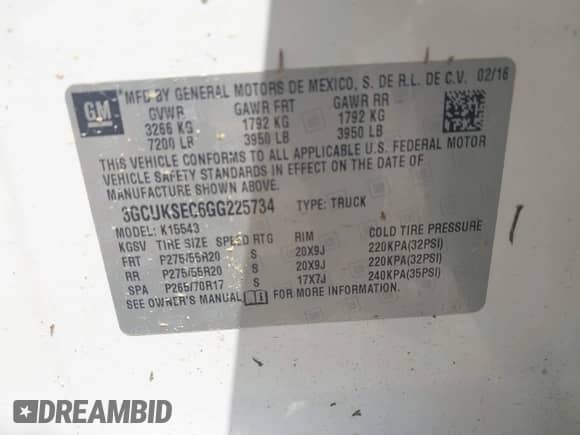 GM
*MFD BY GENERAL MOTORS DE MEXICO, S. DE R.L. DE C.V. 02/16
GVWR GAWR FRT GAWR RR
3266 KG 1792 KG 1792 KG
7200 LB 3950 LB 3950 LB
THIS VEHICLE CONFORMS TO ALL APPLICABLE U.S. FEDERAL MOTOR
VEHICLE SAFETY STANDARDS IN EFFECT ON THE DATE OF
MANUFACTURE SHOWN ABOVE.
3GCUKSEC6GG225734 TYPE: TRUCK
MODEL: K15543
KGSV TIRE SIZE SPEED RTG RIM COLD TIRE PRESSURE
FRT P275/55R20 S 20X9J 220KPA(32PSI)
RR P275/55R20 S 20X9J 220KPA(32PSI)
SPA P265/70R17 S 17X7J 240KPA(35PSI)
SEE OWNER'S MANUAL FOR MORE INFORMATION.
DREAMBID